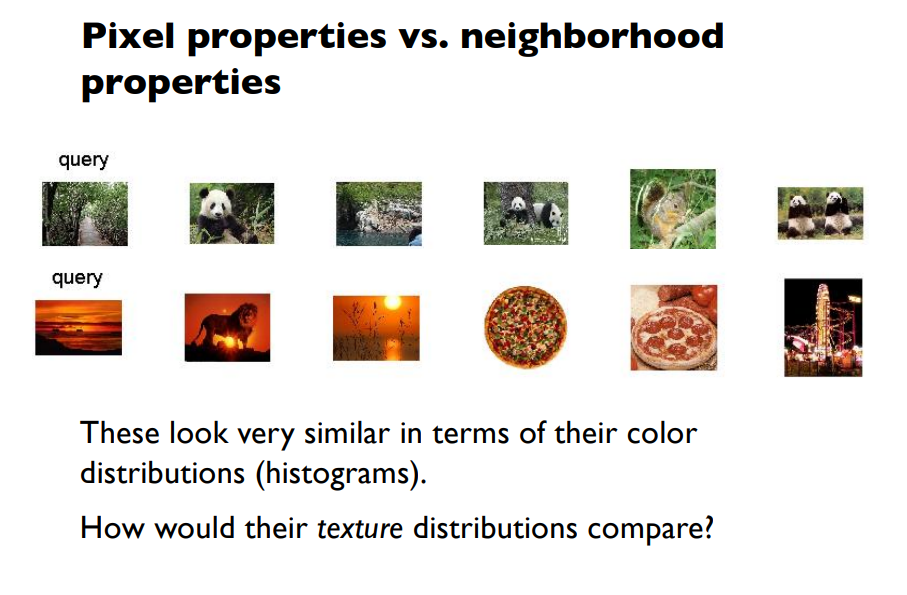 Pixel properties vs. neighborhood
properties
query
query
These look very similar in terms of their color
distributions (histograms).
How would their texture distributions compare?